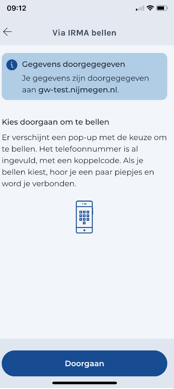 09:12
Via IRMA bellen
Gegevens doorgegegeven
Je gegevens zijn doorgegeven
aan gw-test.nijmegen.nl.
Kies doorgaan om te bellen
Er verschijnt een pop-up met de keuze om
te bellen. Het telefoonnummer is al
ingevuld, met een koppelcode. Als je
bellen kiest, hoor je een paar piepjes en
word je verbonden.
Doorgaan